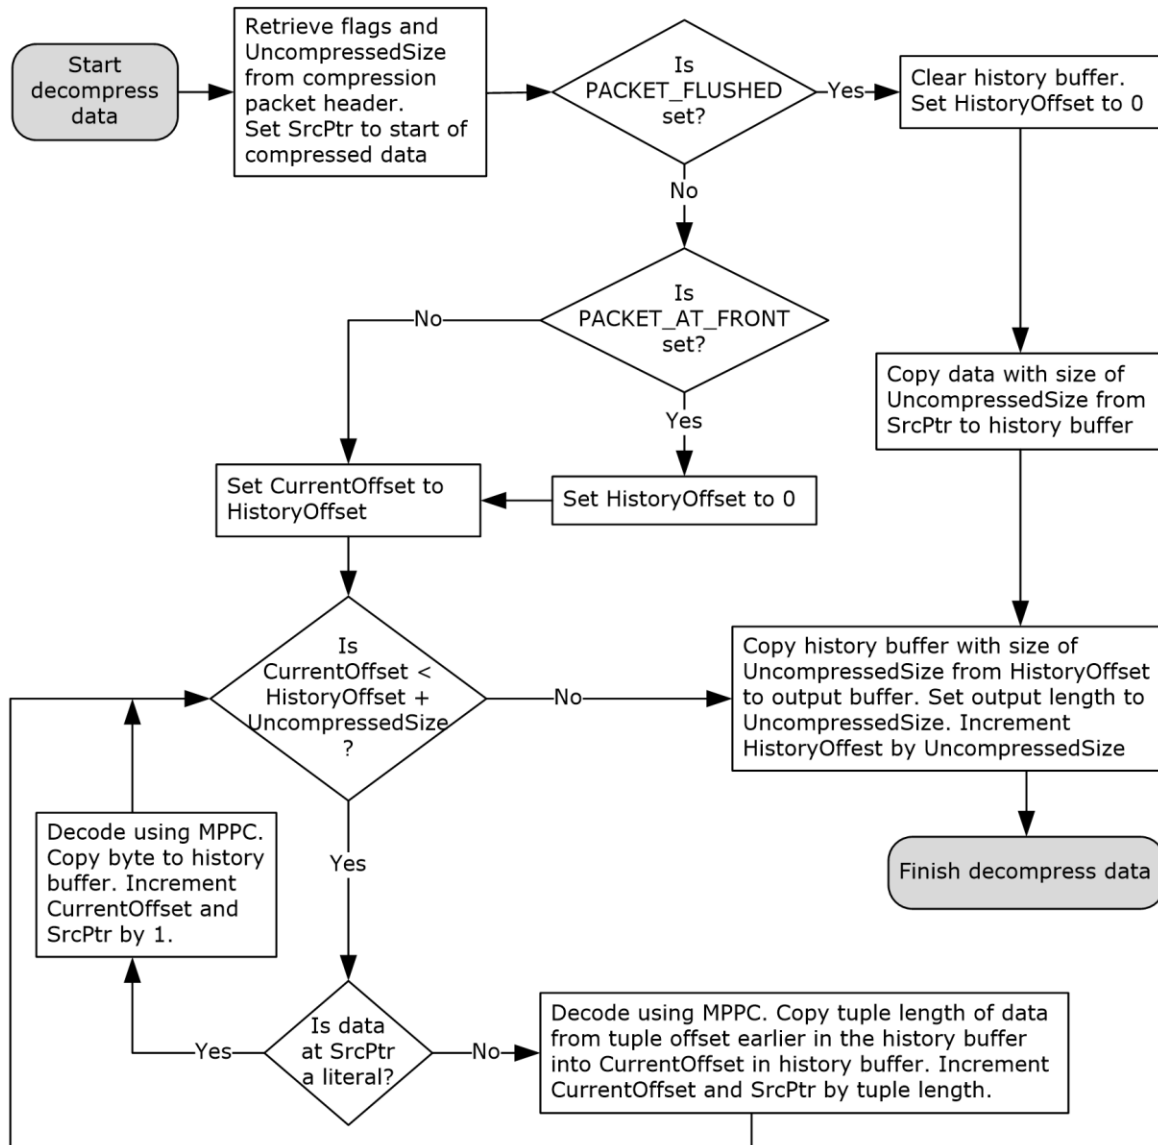 Start
decompress
data
Retrieve flags and
UncompressedSize
from compression
packet header.
Set SrcPtr to start of
compressed data
Is
PACKET_FLUSHED
set?
Yes
Clear history buffer.
Set HistoryOffset to 0
No
Is
PACKET_AT_FRONT
set?
No
Yes
Copy data with size of
UncompressedSize from
SrcPtr to history buffer
Set CurrentOffset to
HistoryOffset
Set HistoryOffset to 0
Is
CurrentOffset <
HistoryOffset +
UncompressedSize
?
No
Copy history buffer with size of
UncompressedSize from HistoryOffset
to output buffer. Set output length to
UncompressedSize. Increment
HistoryOffest by UncompressedSize
Decode using MPPC.
Copy byte to history
buffer. Increment
CurrentOffset and
SrcPtr by 1.
Yes
Finish decompress data
Is data
at SrcPtr
a literal?
Yes
No
Decode using MPPC. Copy tuple length of data
from tuple offset earlier in the history buffer
into CurrentOffset in history buffer. Increment
CurrentOffset and SrcPtr by tuple length.